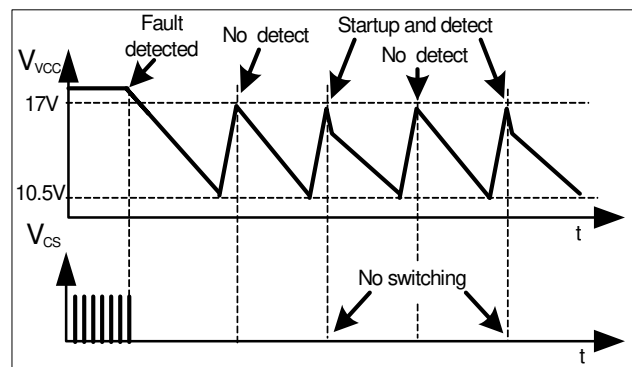 Fault
detected
No detect
Startup and detect
No detect
VVCC
17V
10.5V
t
VCS
No switching
t